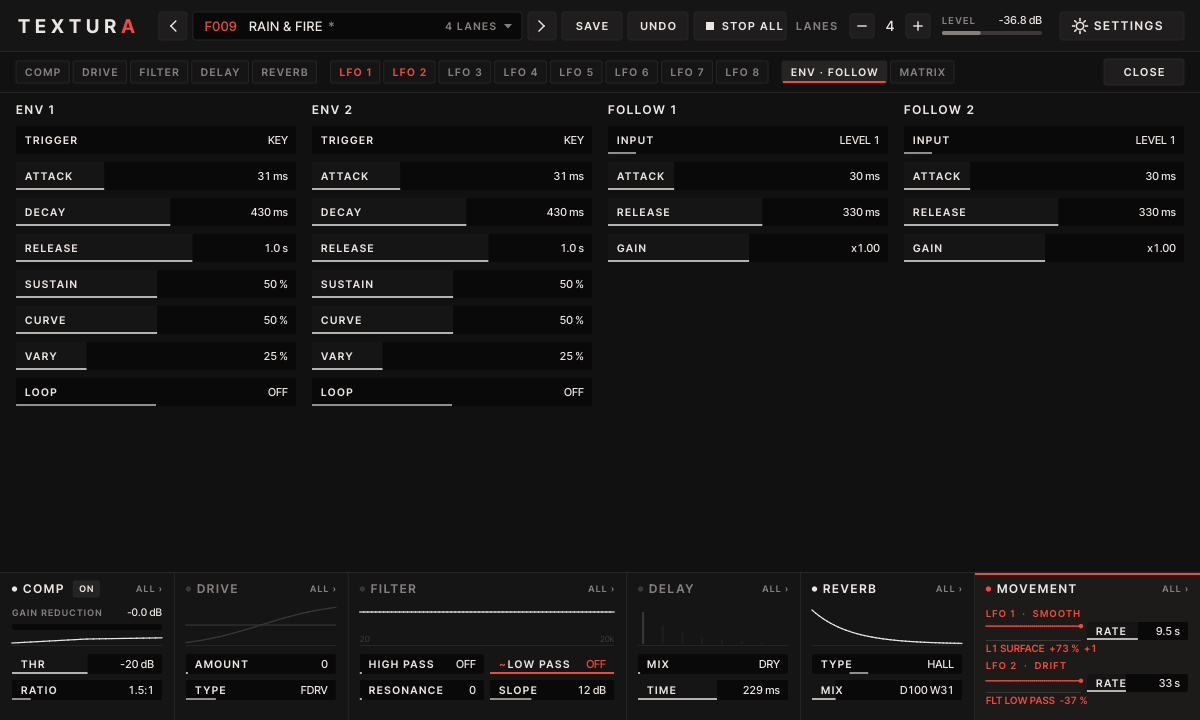 TEXTURA F009 RAIN & FIRE * 4 LANES SAVE UNDO STOP ALL LANES 4 LEVEL -36.8 dB SETTINGS
COMP DRIVE FILTER DELAY REVERB LFO 1 LFO 2 LFO 3 LFO 4 LFO 5 LFO 6 LFO 7 LFO 8 ENV · FOLLOW MATRIX CLOSE
ENV 1 ENV 2 FOLLOW 1 FOLLOW 2
TRIGGER KEY TRIGGER KEY INPUT LEVEL 1 INPUT LEVEL 1
ATTACK 31 ms ATTACK 31 ms ATTACK 30 ms ATTACK 30 ms
DECAY 430 ms DECAY 430 ms RELEASE 330 ms RELEASE 330 ms
RELEASE 1.0 s RELEASE 1.0 s GAIN x1.00 GAIN x1.00
SUSTAIN 50 % SUSTAIN 50 %
CURVE 50 % CURVE 50 %
VARY 25 % VARY 25 %
LOOP OFF LOOP OFF
COMP ON ALL › DRIVE ALL › FILTER ALL › DELAY ALL › REVERB ALL › MOVEMENT ALL ›
GAIN REDUCTION -0.0 dB LFO 1 · SMOOTH
RATE 9.5 s
20 20k
L1 SURFACE +73 % +1
THR -20 dB AMOUNT 0 HIGH PASS OFF ~LOW PASS OFF MIX DRY TYPE HALL LFO 2 · DRIFT
RATIO 1.5:1 TYPE FDRV RESONANCE 0 SLOPE 12 dB TIME 229 ms MIX D100 W31 RATE 33 s
FLT LOW PASS -37 %